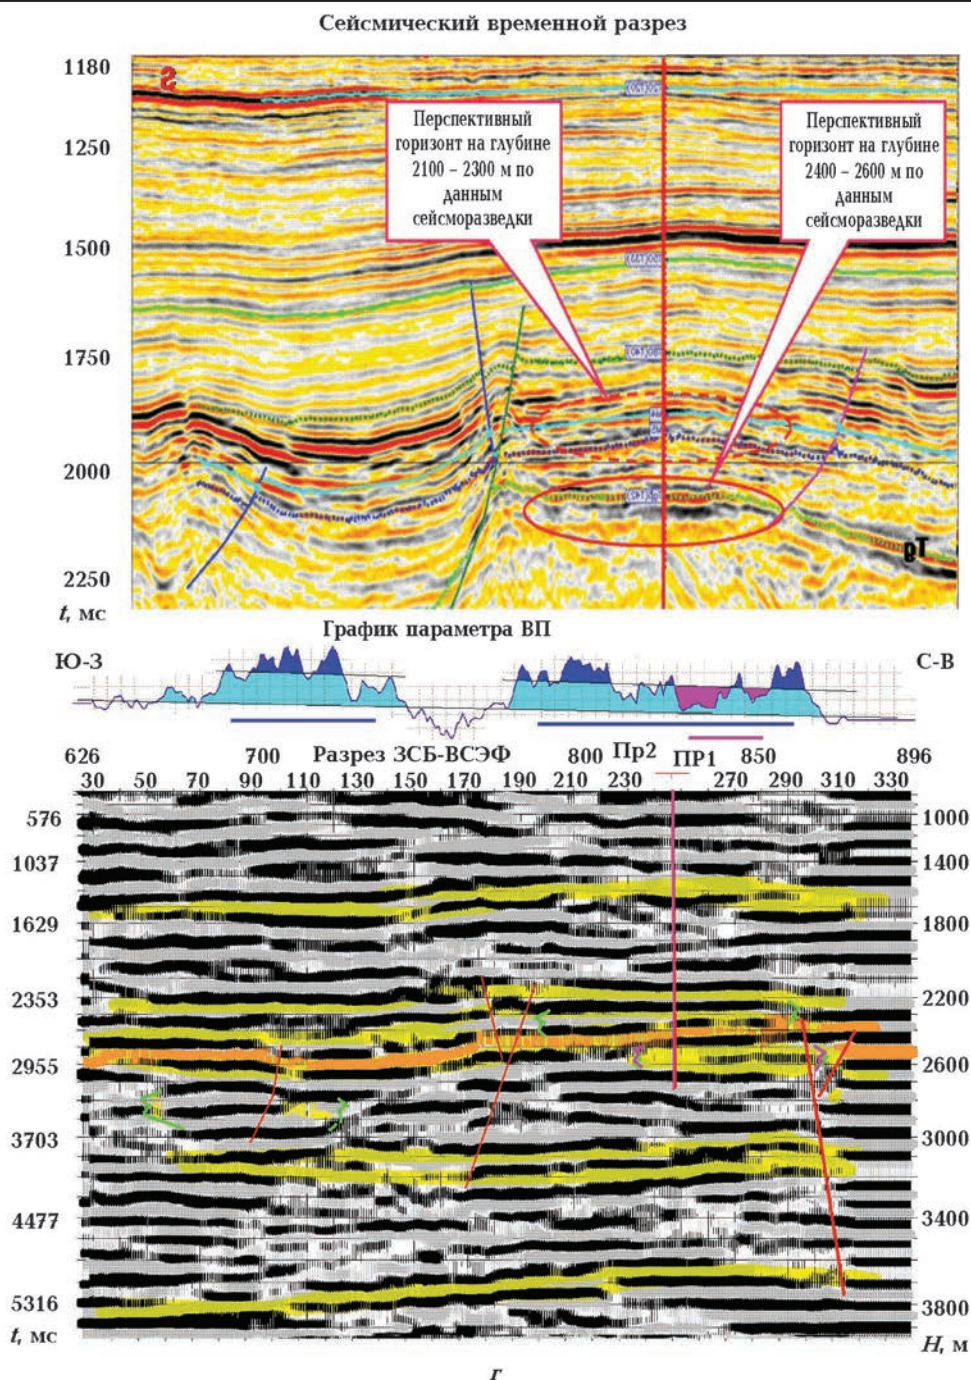 Сейсмический временной разрез
1180
1250
1500
1750
2000
2250
t, мс
S
Перспективный
горизонт на глубине
2100 – 2300 м по
данным
сейсморазведки
Перспективный
горизонт на глубине
2400 – 2600 м по
данным
сейсморазведки
График параметра ВП
Ю-З
С-В
626 700 Разрез ЗСБ-ВСЭФ 800 Пр2 ПР1 850 896
30 50 70 90 110 130 150 170 190 210 230 270 290 310 330
576 1000
1037 1400
1629 1800
2353 2200
2955 2600
3703 3000
4477 3400
5316 3800
t, мс H, м
г